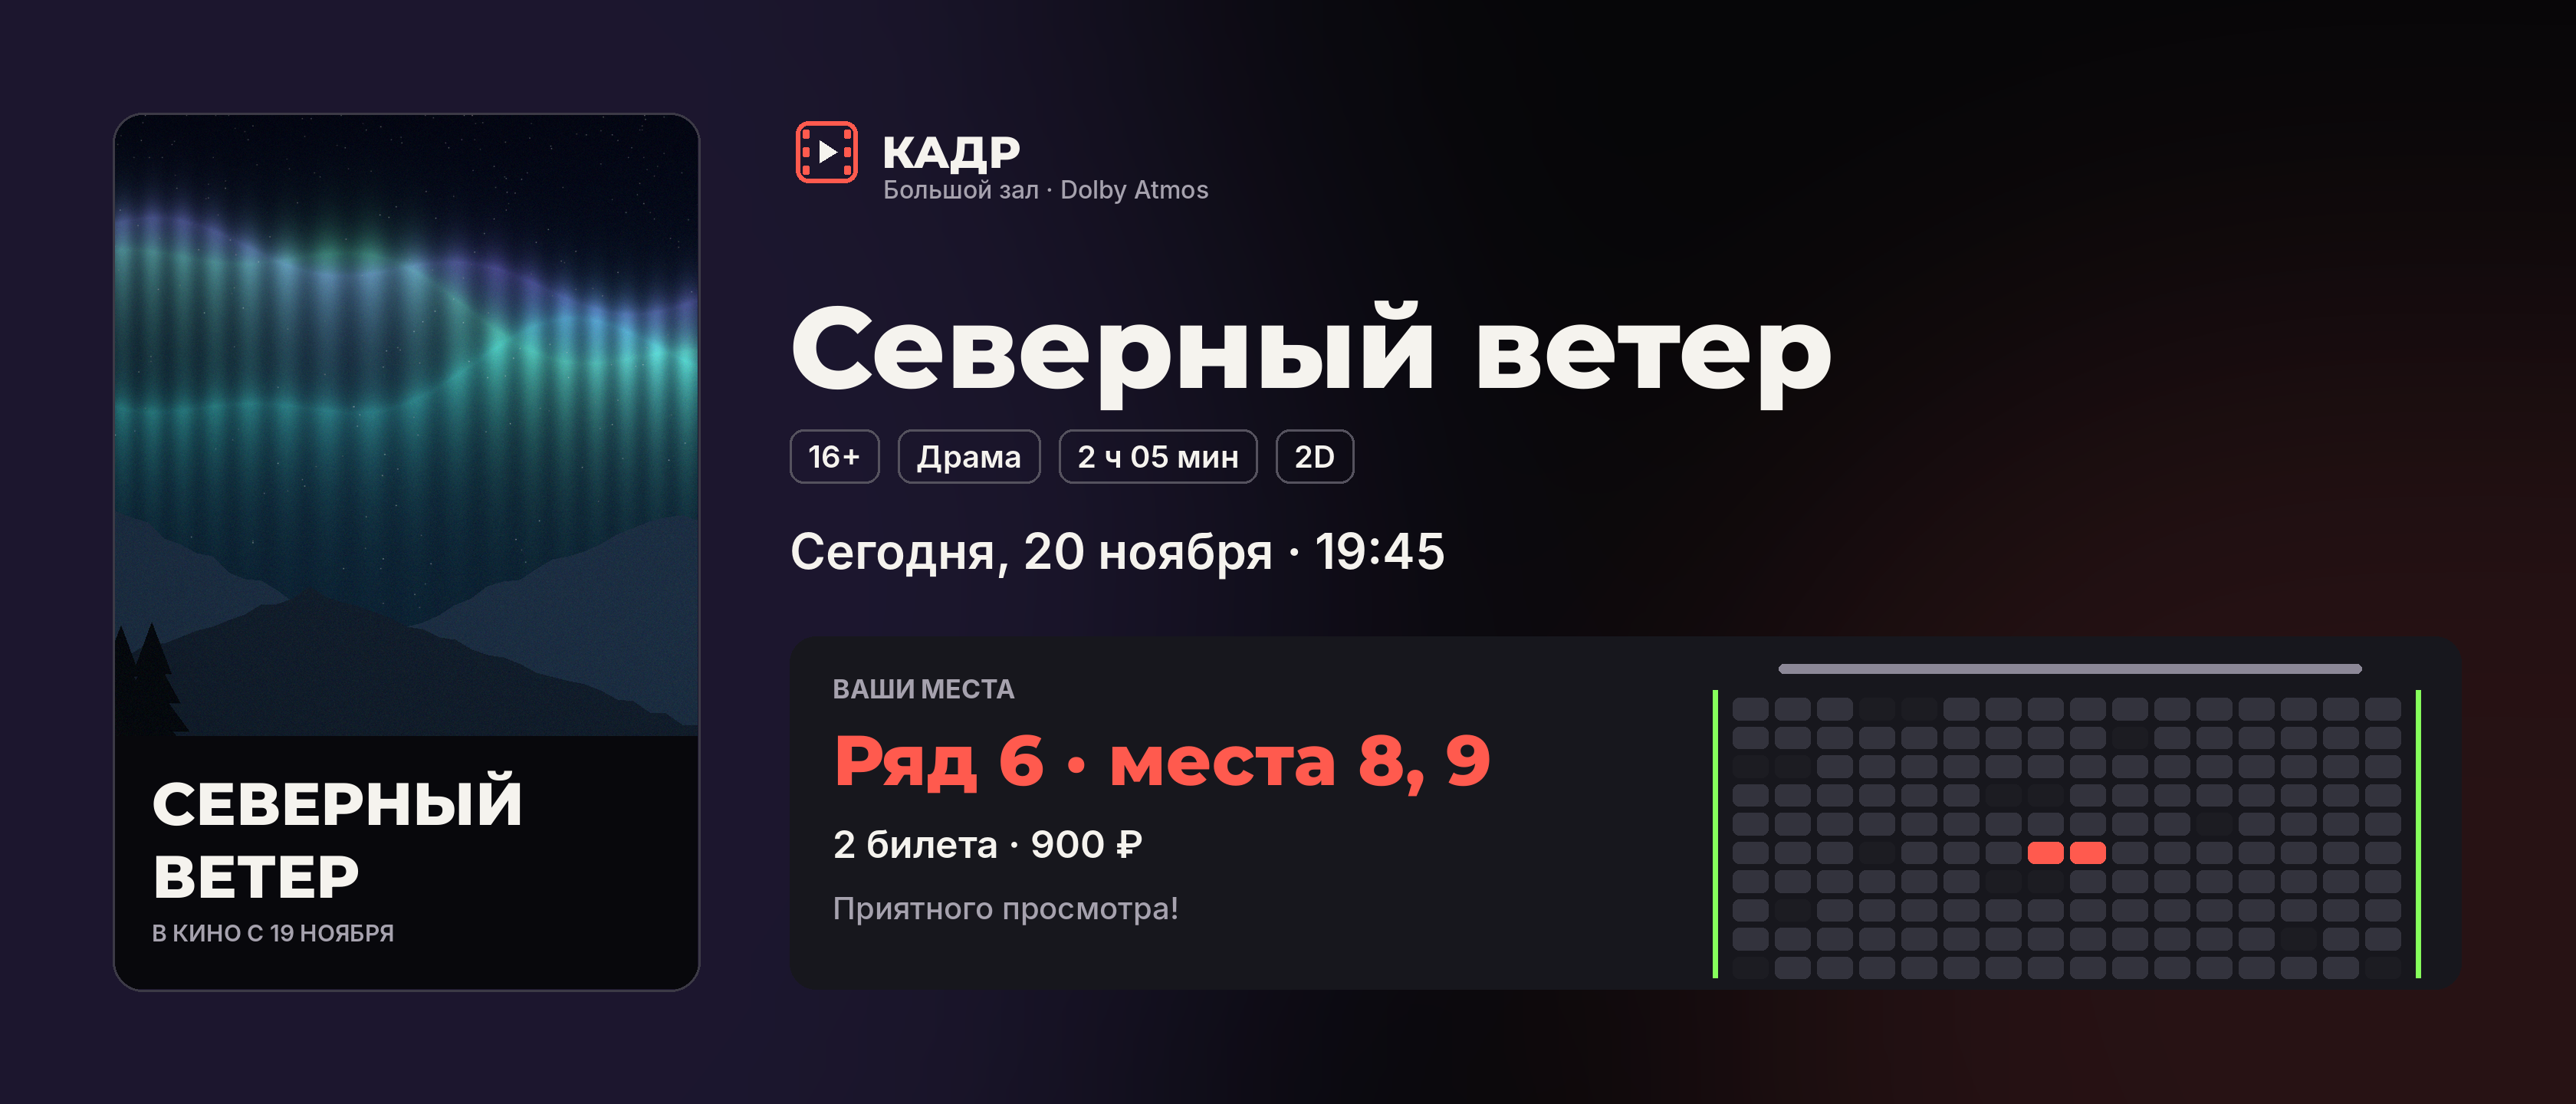 СЕВЕРНЫЙ
ВЕТЕР
В КИНО С 19 НОЯБРЯ
КАДР
Большой зал · Dolby Atmos
Северный ветер
16+ Драма 2 ч 05 мин 2D
Сегодня, 20 ноября · 19:45
ВАШИ МЕСТА
Ряд 6 · места 8, 9
2 билета · 900 ₽
Приятного просмотра!